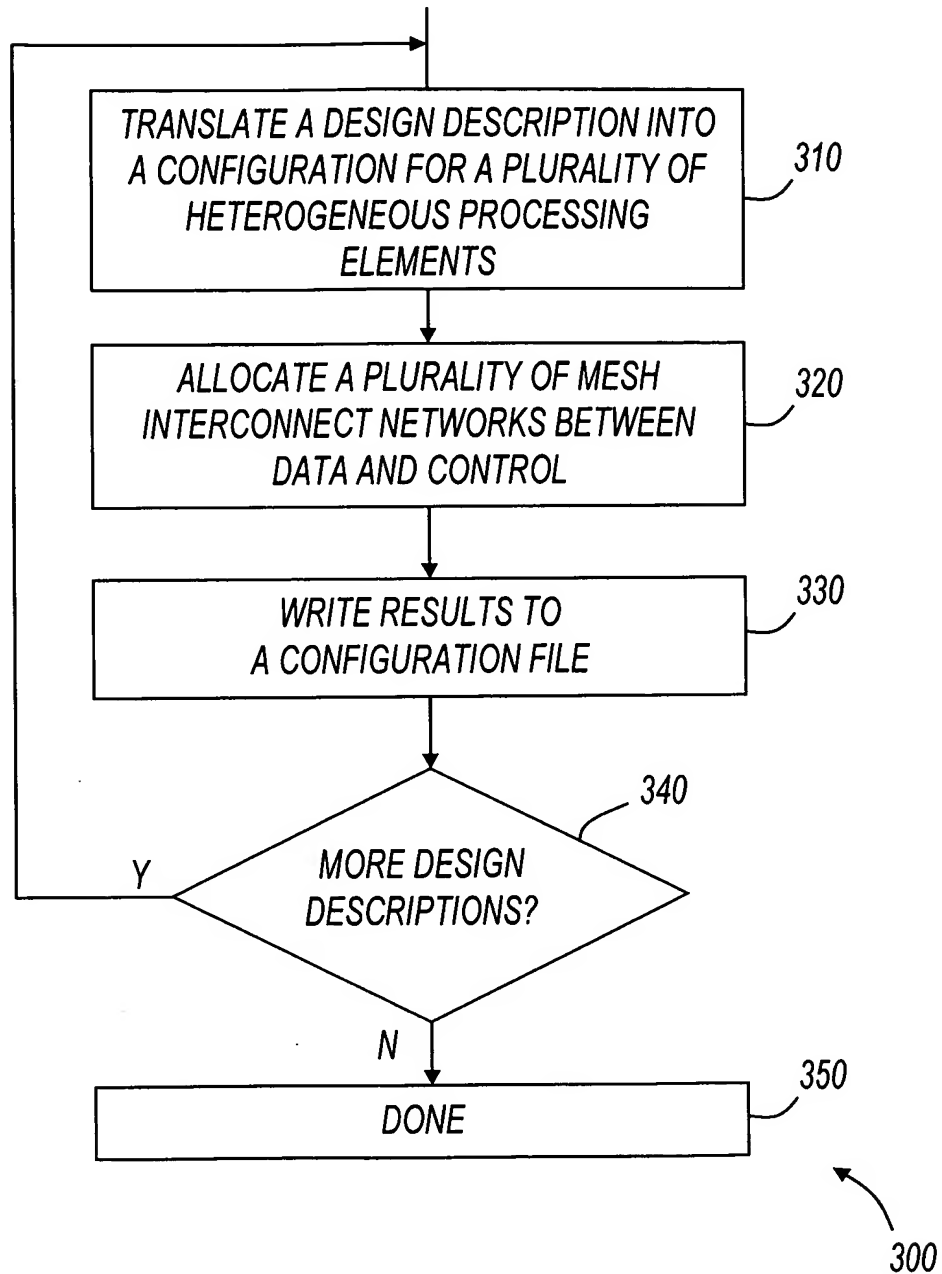 TRANSLATE A DESIGN DESCRIPTION INTO
A CONFIGURATION FOR A PLURALITY OF
HETEROGENEOUS PROCESSING
ELEMENTS
310
ALLOCATE A PLURALITY OF MESH
INTERCONNECT NETWORKS BETWEEN
DATA AND CONTROL
320
WRITE RESULTS TO
A CONFIGURATION FILE
330
MORE DESIGN
DESCRIPTIONS?
340
Y
N
DONE
350
300